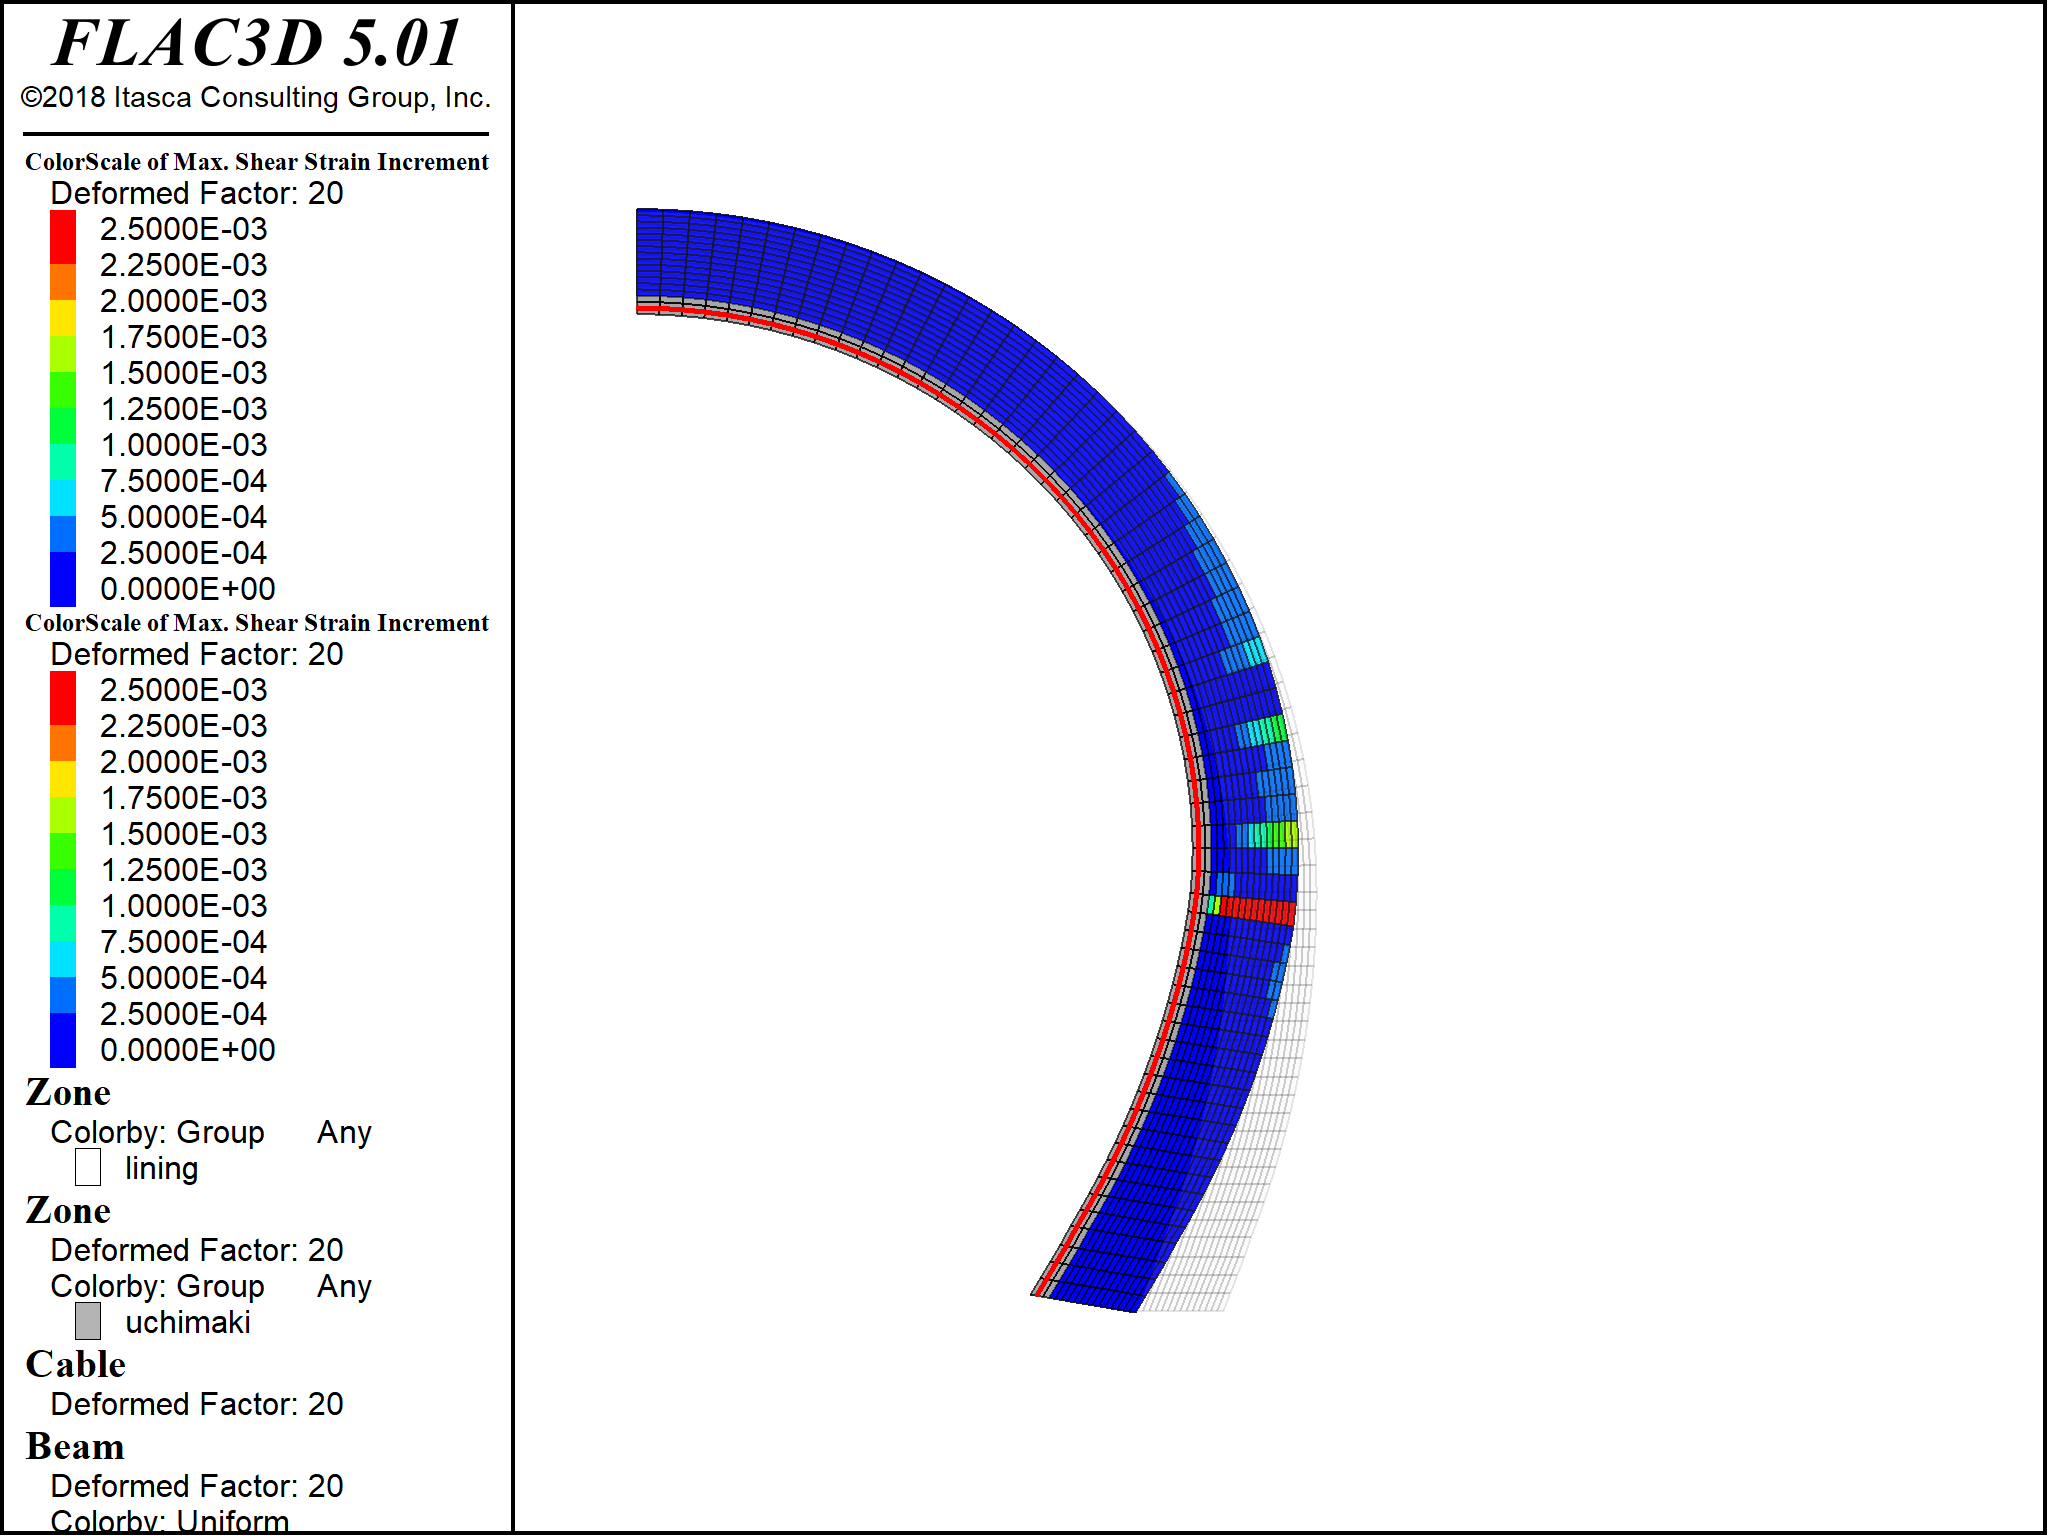 FLAC3D 5.01
©2018 Itasca Consulting Group, Inc.
ColorScale of Max. Shear Strain Increment
Deformed Factor: 20
2.5000E-03
2.2500E-03
2.0000E-03
1.7500E-03
1.5000E-03
1.2500E-03
1.0000E-03
7.5000E-04
5.0000E-04
2.5000E-04
0.0000E+00
ColorScale of Max. Shear Strain Increment
Deformed Factor: 20
2.5000E-03
2.2500E-03
2.0000E-03
1.7500E-03
1.5000E-03
1.2500E-03
1.0000E-03
7.5000E-04
5.0000E-04
2.5000E-04
0.0000E+00
Zone
Colorby: Group Any
lining
Zone
Deformed Factor: 20
Colorby: Group Any
uchimaki
Cable
Deformed Factor: 20
Beam
Deformed Factor: 20
Colorby: Uniform